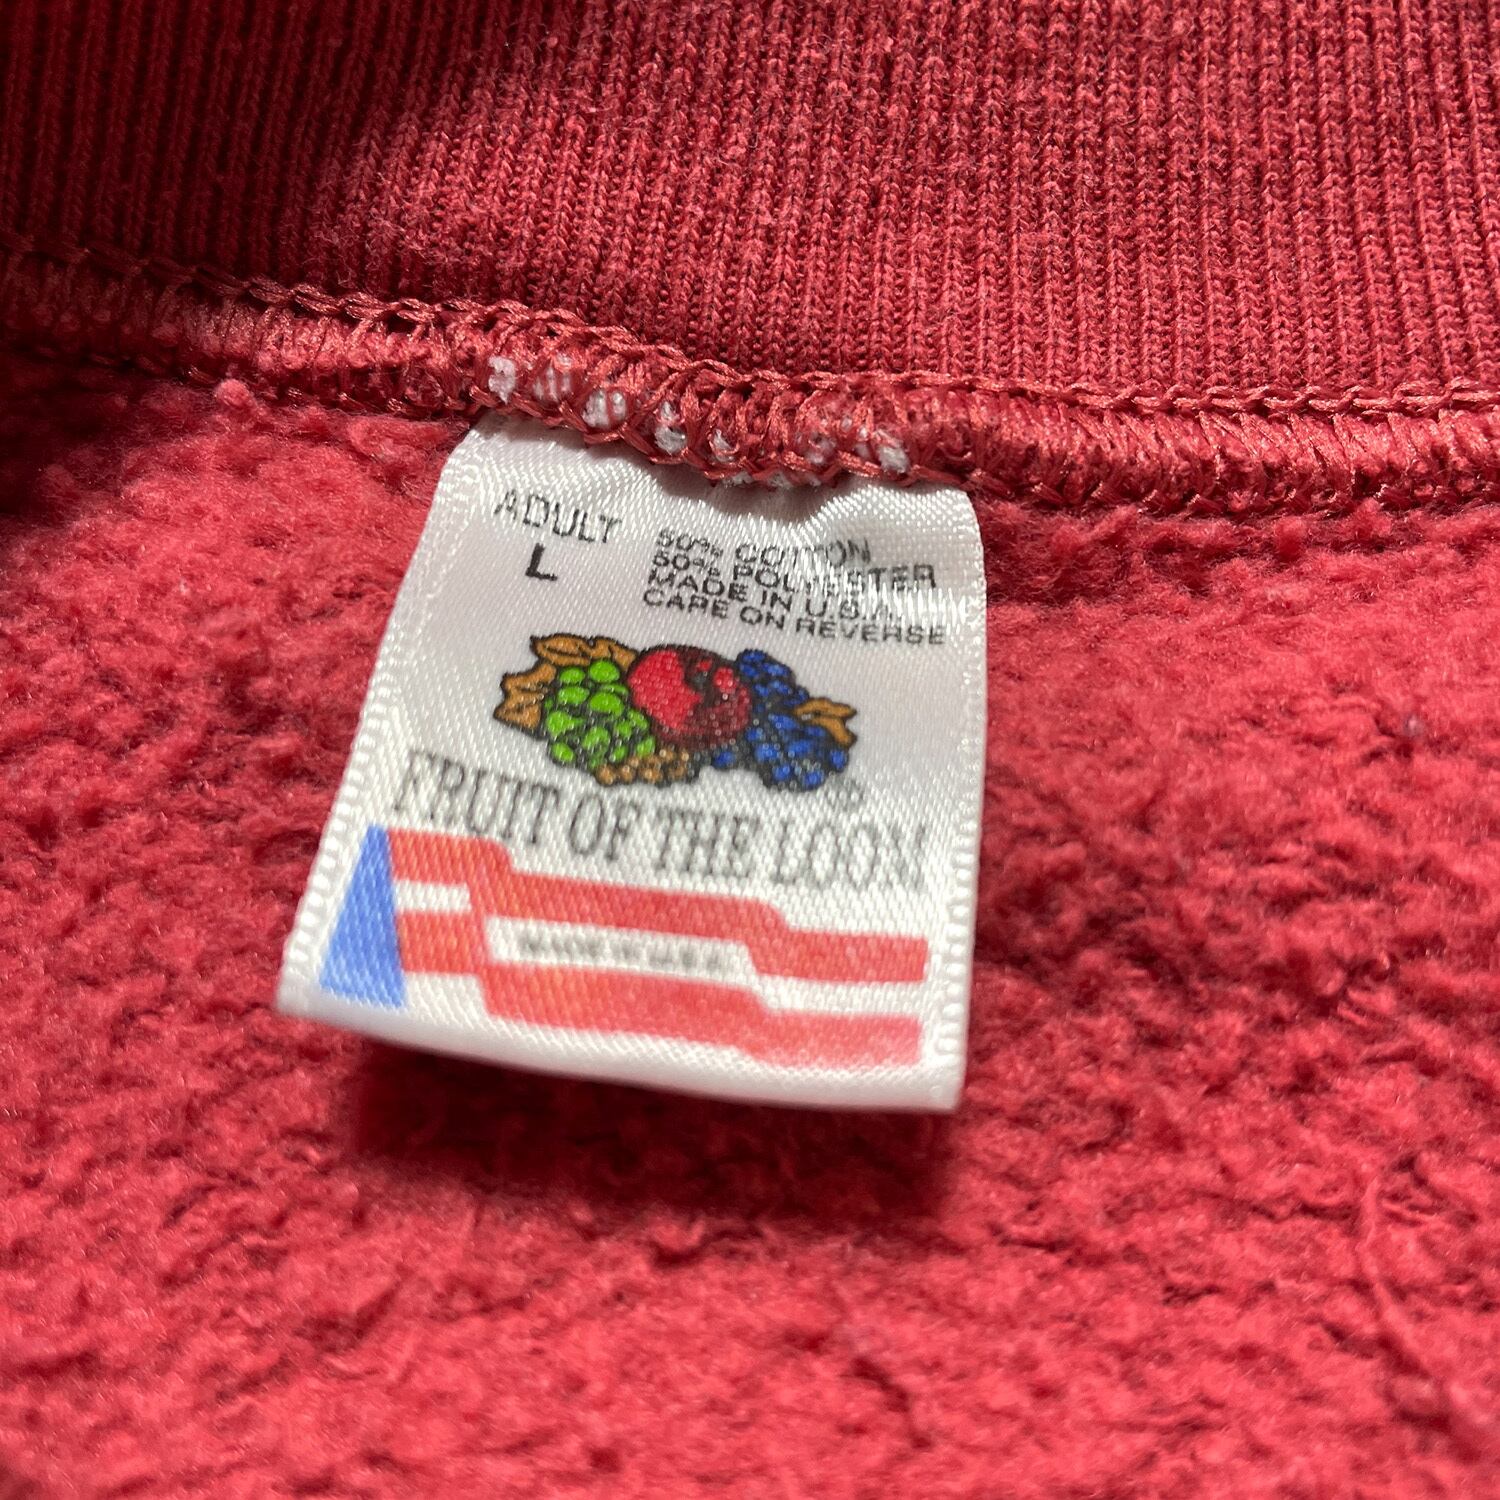 ADULT
L
50% COTTON
50% POLYESTER
MADE IN U.S.A.
CARE ON REVERSE
®
FRUIT OF THE LOOM
MADE IN U.S.A.